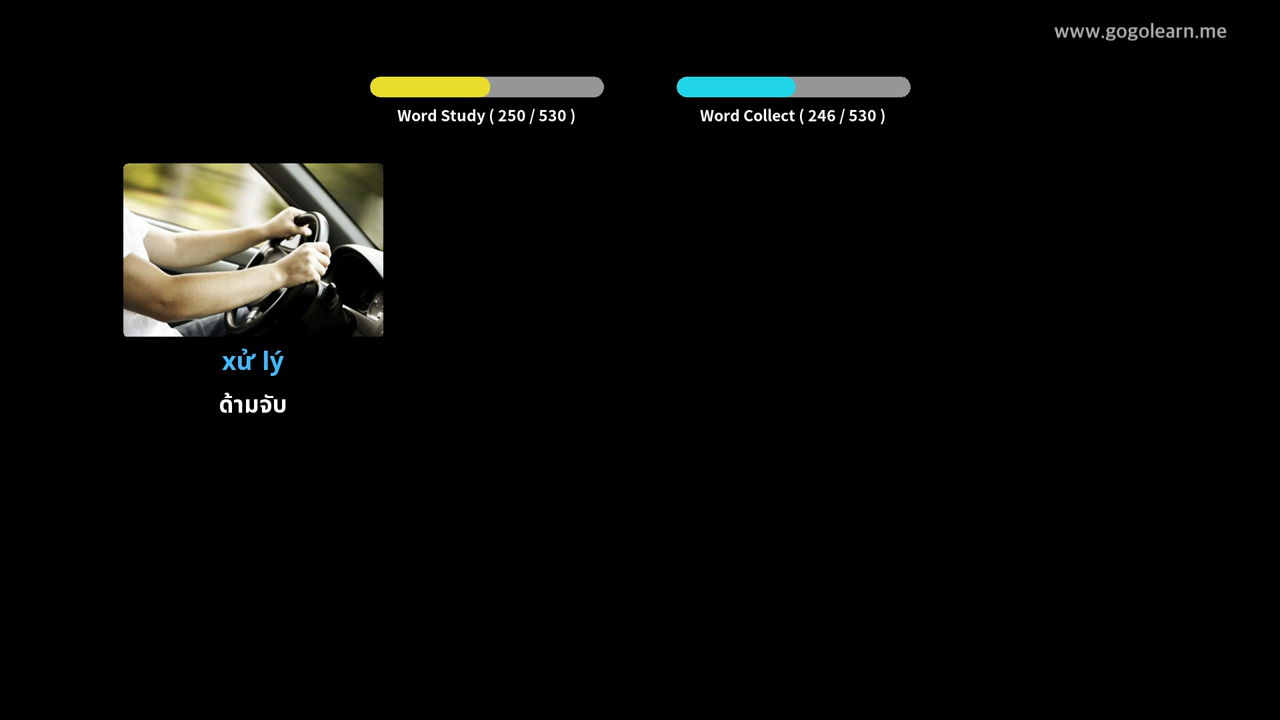 www.gogolearn.me
Word Study ( 250 / 530 )
Word Collect ( 246 / 530 )
xử lý
ด้ามจับ